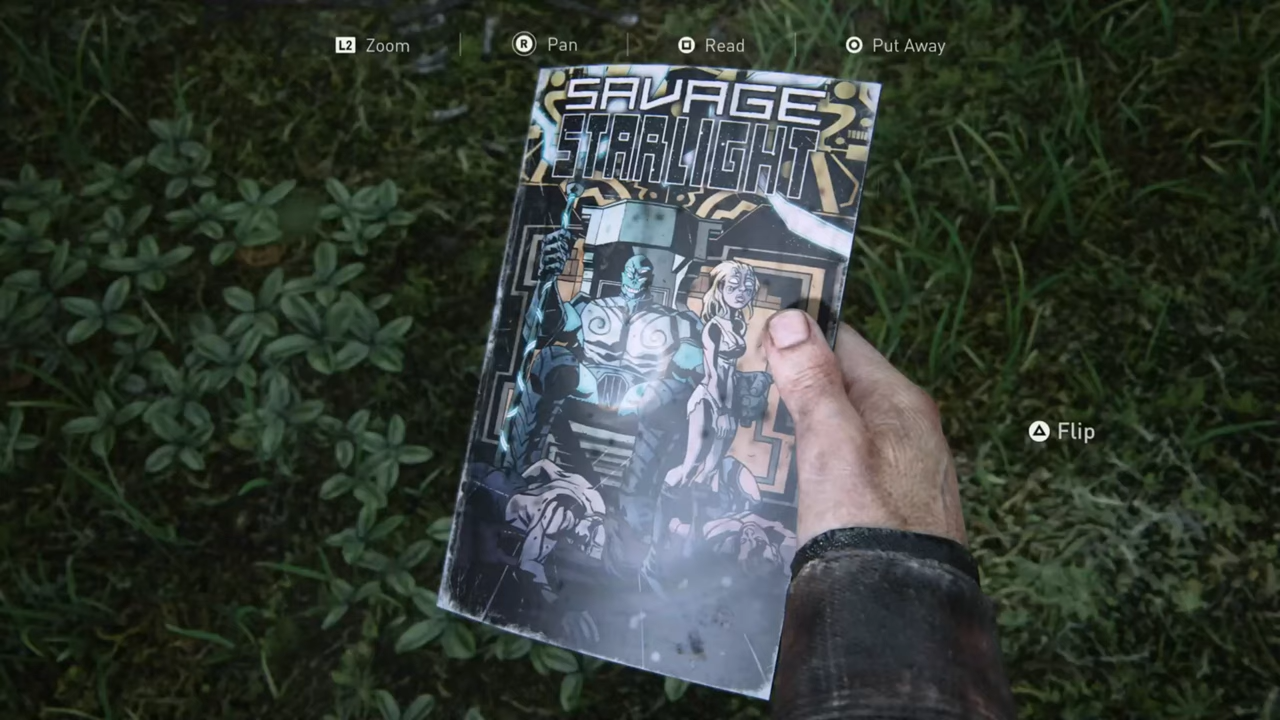 L2 Zoom
R Pan
Read
Put Away
SAVAGE
STARLIGHT
Flip